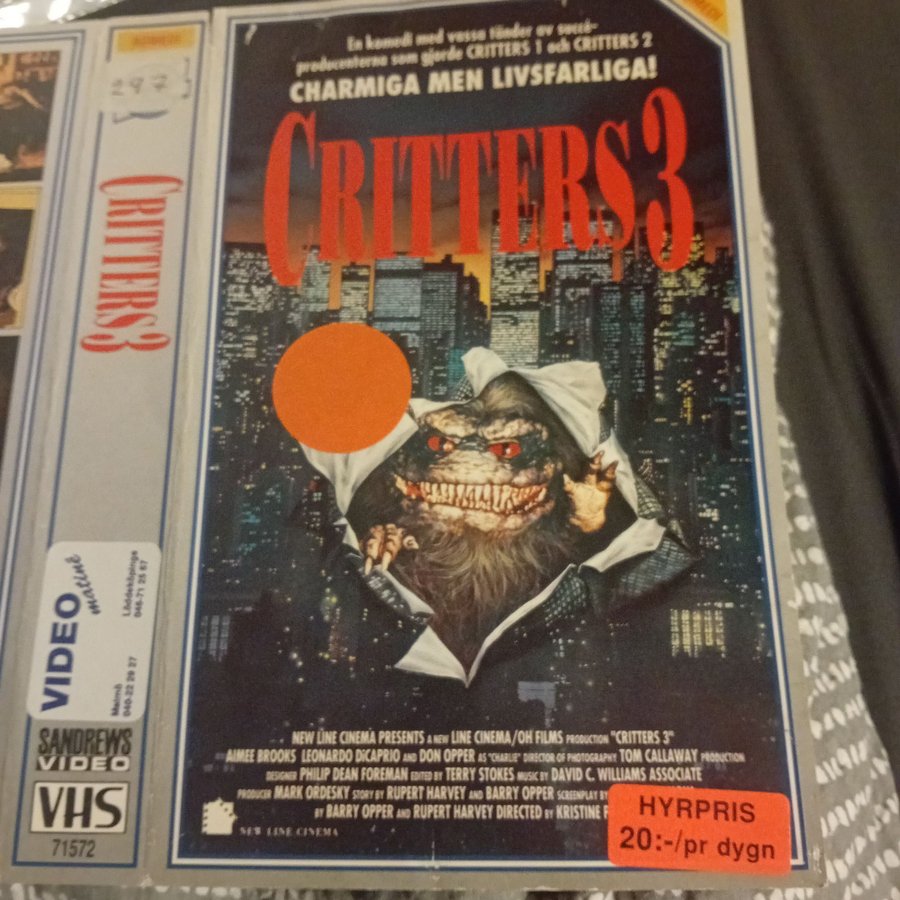 En komedi med vassa tänder av succé-
producenterna som gjorde CRITTERS 1 och CRITTERS 2
CHARMIGA MEN LIVSFARLIGA!
CRITTERS 3
NEW LINE CINEMA PRESENTS A NEW LINE CINEMA/OH FILMS PRODUCTION "CRITTERS 3"
AIMEE BROOKS LEONARDO DiCAPRIO AND DON OPPER AS "CHARLIE" DIRECTOR OF PHOTOGRAPHY TOM CALLAWAY PRODUCTION
DESIGNER PHILIP DEAN FOREMAN EDITED BY TERRY STOKES MUSIC BY DAVID C. WILLIAMS ASSOCIATE
PRODUCER MARK ORDESKY STORY BY RUPERT HARVEY AND BARRY OPPER SCREENPLAY BY
BY BARRY OPPER AND RUPERT HARVEY DIRECTED BY KRISTINE
NEW LINE CINEMA
HYRPRIS
20:-/pr dygn
297
CRITTERS 3
VIDEO
matiné
Malmö
040-22 29 27
Löddeköpinge
046-71 25 67
SANDREWS
VIDEO
VHS
71572